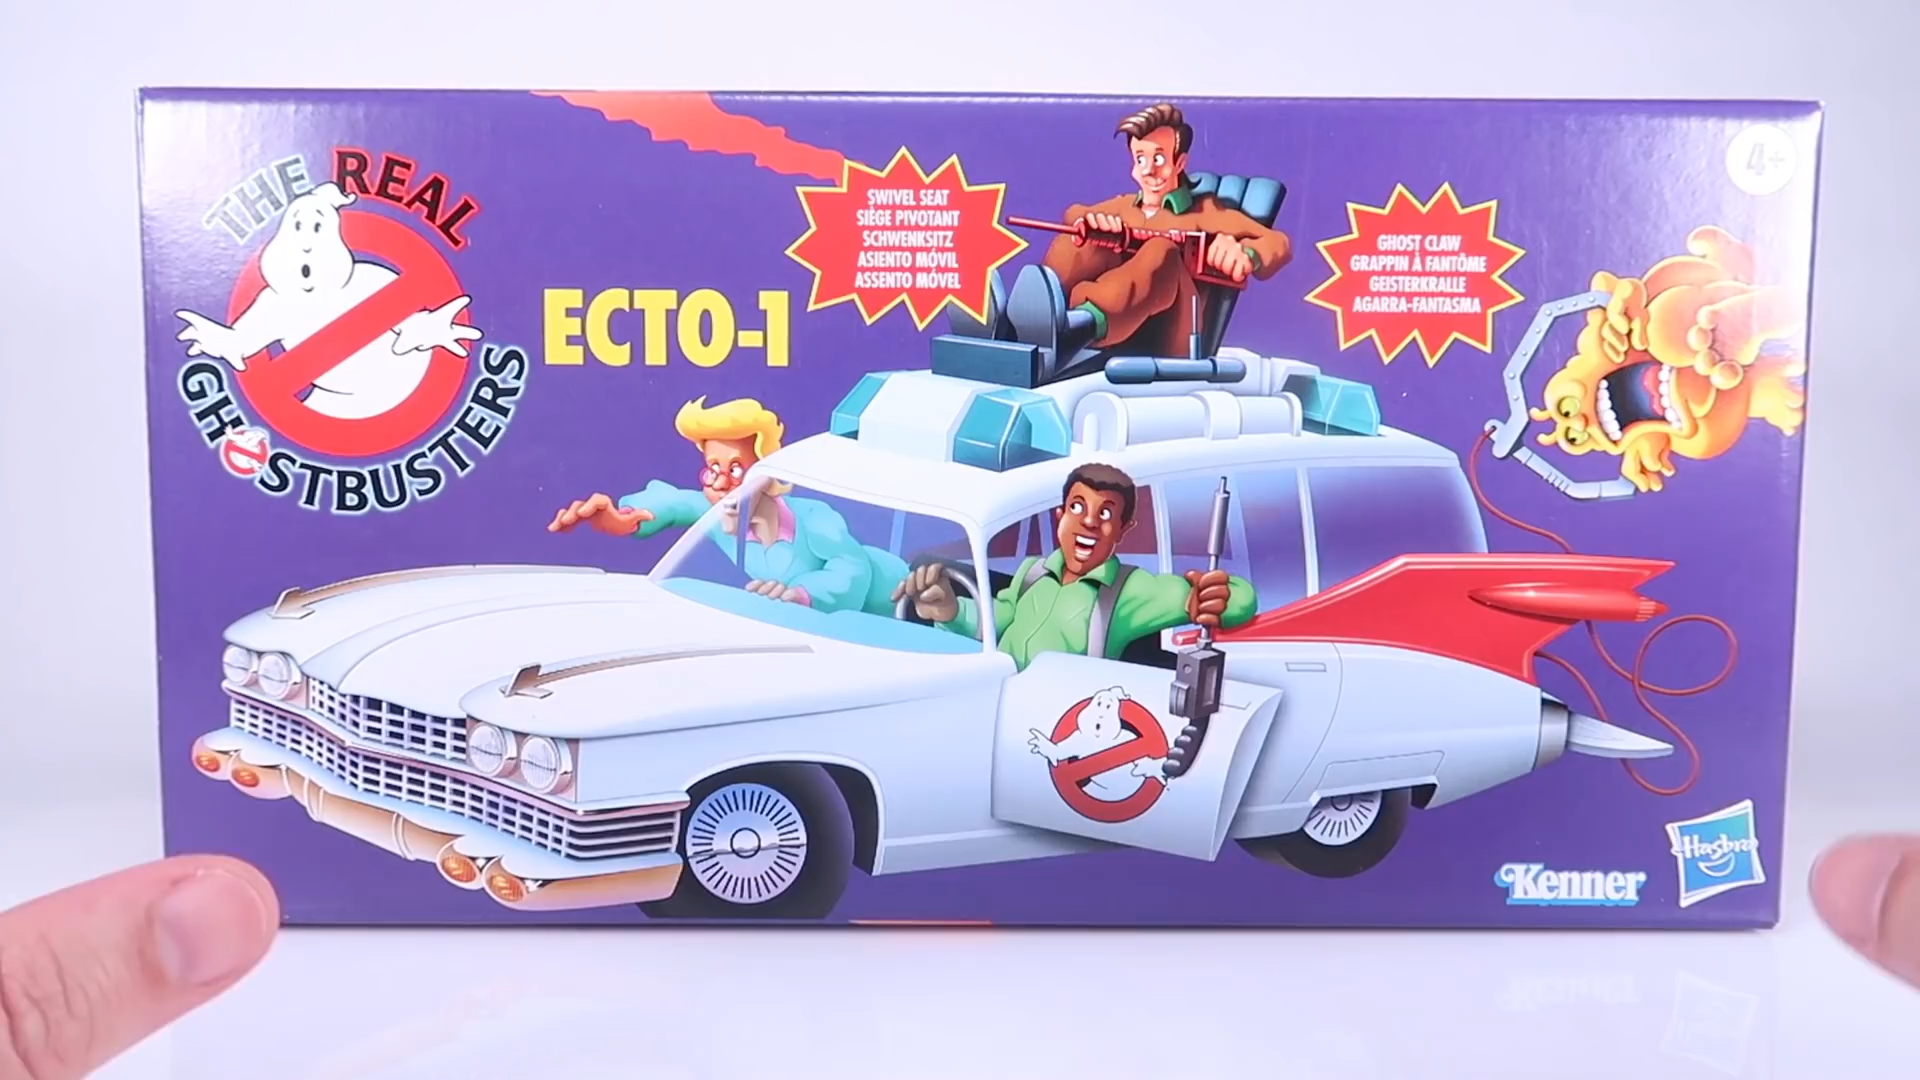 THE REAL
GHOSTBUSTERS
ECTO-1
SWIVEL SEAT
SIÈGE PIVOTANT
SCHWENKSITZ
ASIENTO MÓVIL
ASSENTO MÓVEL
GHOST CLAW
GRAPPIN À FANTÔME
GEISTERKRALLE
AGARRA-FANTASMA
4+
Kenner
Hasbro